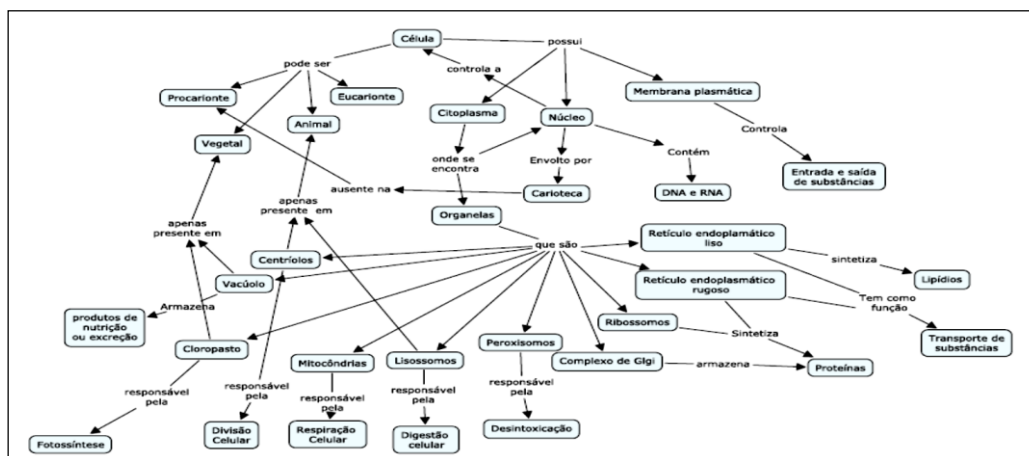 Célula
possui
pode ser
controla a
Procarionte
Eucarionte
Membrana plasmática
Citoplasma
Núcleo
Animal
Vegetal
Controla
onde se
encontra
Envolto por
Contém
Entrada e saída
de substâncias
ausente na
Carioteca
DNA e RNA
apenas
presente em
Organelas
apenas
presente em
que são
Retículo endoplamático
liso
Centríolos
sintetiza
Lipídios
Vacúolo
Retículo endoplamático
rugoso
Tem como
função
Armazena
produtos de
nutrição
ou excreção
Ribossomos
Sintetiza
Transporte de
substâncias
Cloropasto
Peroxisomos
Mitocôndrias
Lisossomos
Complexo de Glgi
armazena
Proteínas
responsável
pela
responsável
pela
responsável
pela
responsável
pela
responsável
pela
Fotossíntese
Divisão
Celular
Respiração
Celular
Digestão
celular
Desintoxicação